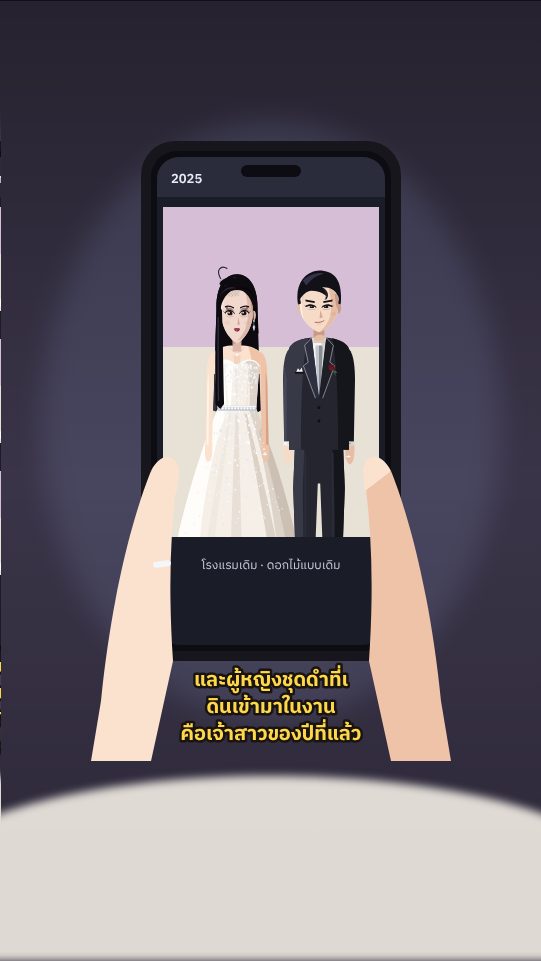 2025
โรงแรมเดิม · ดอกไม้แบบเดิม
และผู้หญิงชุดดำที่เ
ดินเข้ามาในงาน
คือเจ้าสาวของปีที่แล้ว